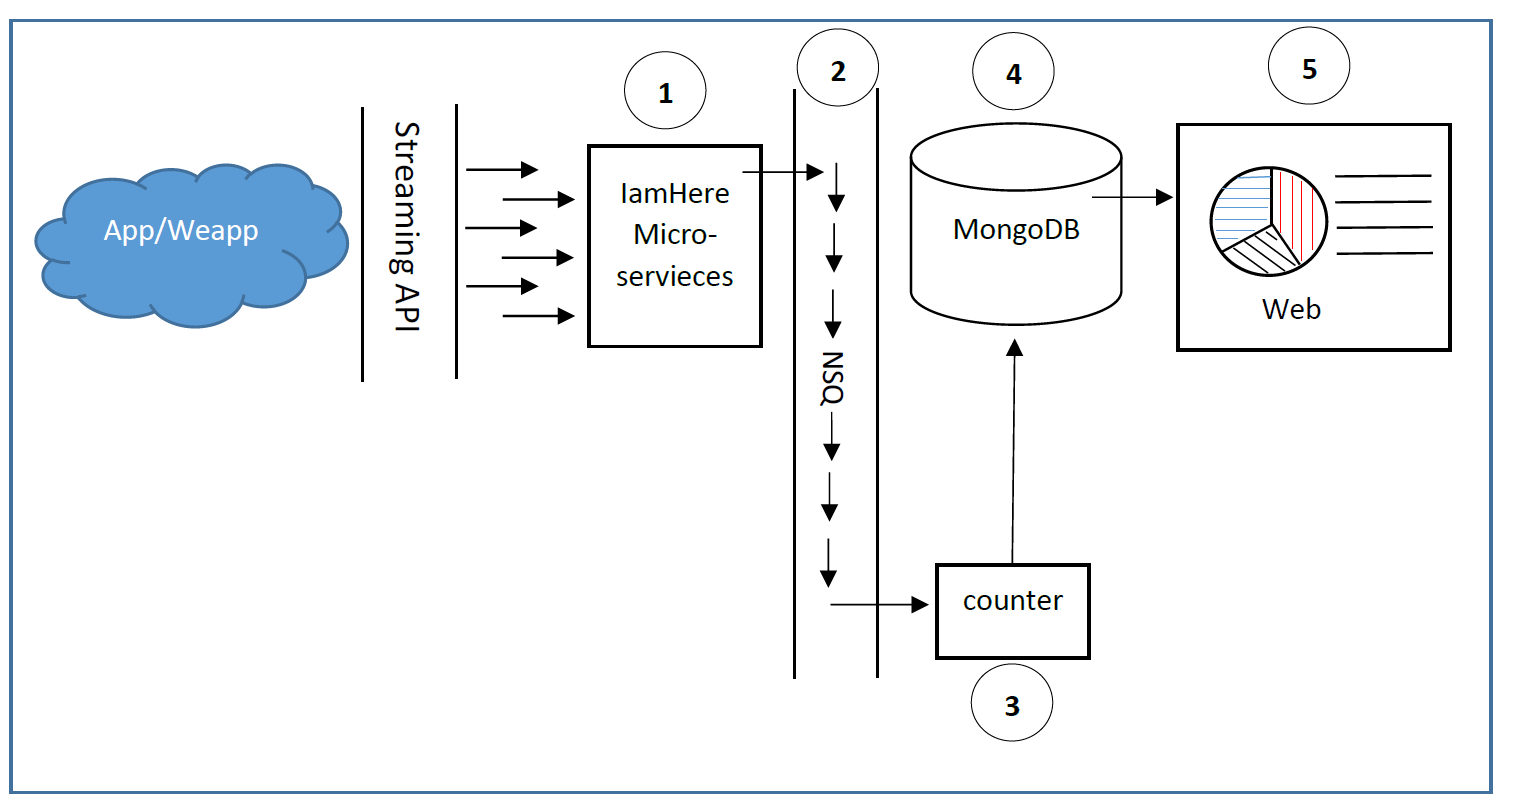 App/Weapp
Streaming API
1
IamHere
Micro-
servieces
2
NSQ
3
counter
4
MongoDB
5
Web